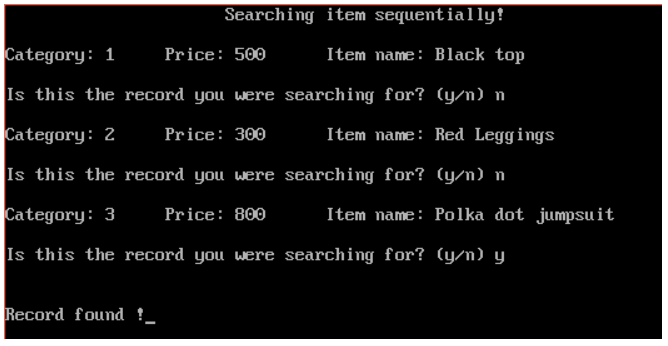 Searching item sequentially!
Category: 1 Price: 500 Item name: Black top
Is this the record you were searching for? (y/n) n
Category: 2 Price: 300 Item name: Red Leggings
Is this the record you were searching for? (y/n) n
Category: 3 Price: 800 Item name: Polka dot jumpsuit
Is this the record you were searching for? (y/n) y
Record found !_